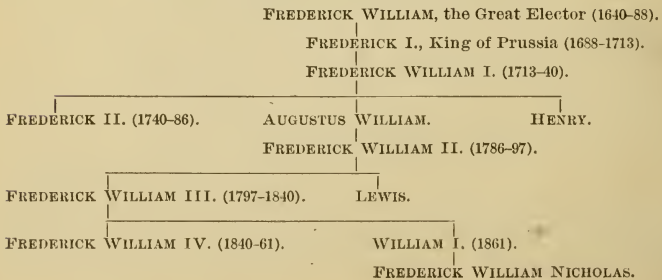 FREDERICK WILLIAM, the Great Elector (1640-88).
FREDERICK I., King of Prussia (1688-1713).
FREDERICK WILLIAM I. (1713-40).
FREDERICK II. (1740-86). AUGUSTUS WILLIAM. HENRY.
FREDERICK WILLIAM II. (1786-97).
FREDERICK WILLIAM III. (1797-1840). LEWIS.
FREDERICK WILLIAM IV. (1840-61). WILLIAM I. (1861).
FREDERICK WILLIAM NICHOLAS.